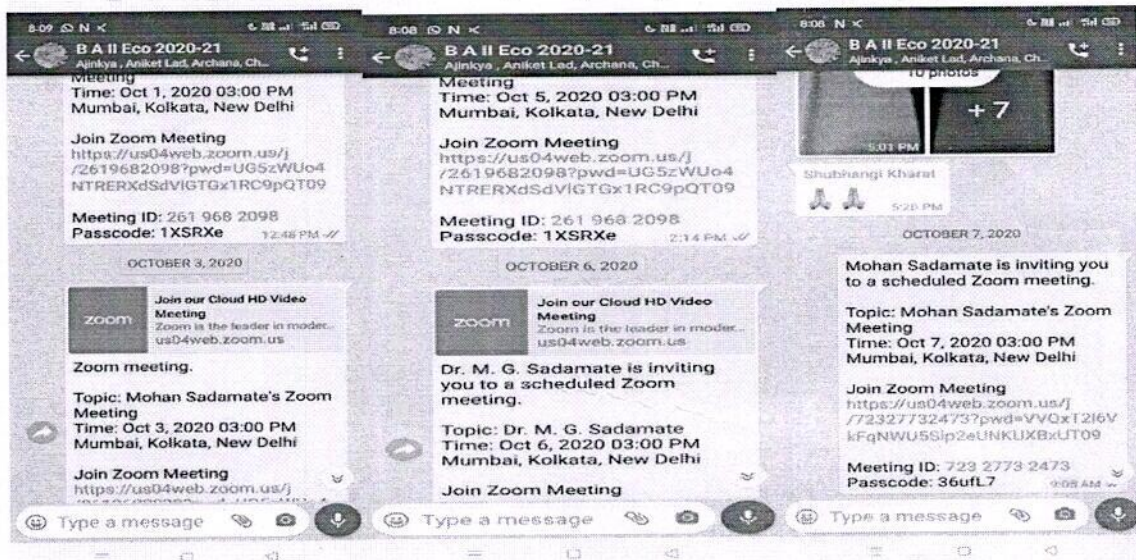 8:09
B A II Eco 2020-21
Ajinkya , Aniket Lad, Archana, Ch...
Meeting
Time: Oct 1, 2020 03:00 PM
Mumbai, Kolkata, New Delhi
Join Zoom Meeting
https://us04web.zoom.us/j
/2619682098?pwd=UG5zWUo4
NTRERXdSdVlGTGx1RC9pQT09
Meeting ID: 261 968 2098
Passcode: 1XSRXe
12:48 PM
OCTOBER 3, 2020
zoom
Join our Cloud HD Video
Meeting
Zoom is the leader in moder...
us04web.zoom.us
Zoom meeting.
Topic: Mohan Sadamate's Zoom
Meeting
Time: Oct 3, 2020 03:00 PM
Mumbai, Kolkata, New Delhi
Join Zoom Meeting
https://us04web.zoom.us/j
Type a message
8:08
B A II Eco 2020-21
Ajinkya , Aniket Lad, Archana, Ch...
Meeting
Time: Oct 5, 2020 03:00 PM
Mumbai, Kolkata, New Delhi
Join Zoom Meeting
https://us04web.zoom.us/j
/2619682098?pwd=UG5zWUo4
NTRERXdSdVlGTGx1RC9pQT09
Meeting ID: 261 968 2098
Passcode: 1XSRXe
2:14 PM
OCTOBER 6, 2020
zoom
Join our Cloud HD Video
Meeting
Zoom is the leader in moder...
us04web.zoom.us
Dr. M. G. Sadamate is inviting
you to a scheduled Zoom
meeting.
Topic: Dr. M. G. Sadamate
Time: Oct 6, 2020 03:00 PM
Mumbai, Kolkata, New Delhi
Join Zoom Meeting
Type a message
8:08
B A II Eco 2020-21
Ajinkya , Aniket Lad, Archana, Ch...
10 photos
+7
5:01 PM
Shubhangi Kharat
5:26 PM
OCTOBER 7, 2020
Mohan Sadamate is inviting you
to a scheduled Zoom meeting.
Topic: Mohan Sadamate's Zoom
Meeting
Time: Oct 7, 2020 03:00 PM
Mumbai, Kolkata, New Delhi
Join Zoom Meeting
https://us04web.zoom.us/j
Meeting ID: 723 2773 2473
Passcode: 36ufL7
9:05 AM
Type a message